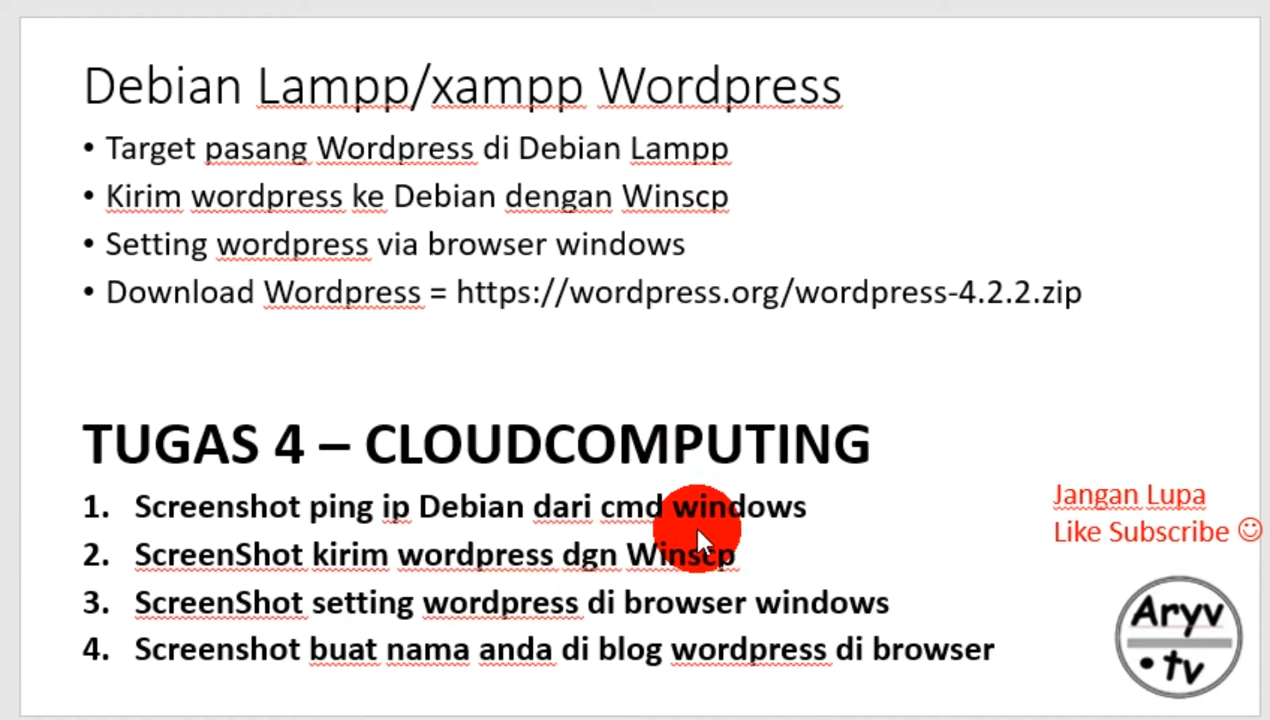 Debian Lampp/xampp Wordpress
• Target pasang Wordpress di Debian Lampp
• Kirim wordpress ke Debian dengan Winscp
• Setting wordpress via browser windows
• Download Wordpress = https://wordpress.org/wordpress-4.2.2.zip
TUGAS 4 – CLOUDCOMPUTING
1. Screenshot ping ip Debian dari cmd windows
2. ScreenShot kirim wordpress dgn Winscp
3. ScreenShot setting wordpress di browser windows
4. Screenshot buat nama anda di blog wordpress di browser
Jangan Lupa
Like Subscribe ☺
Aryv
•tv